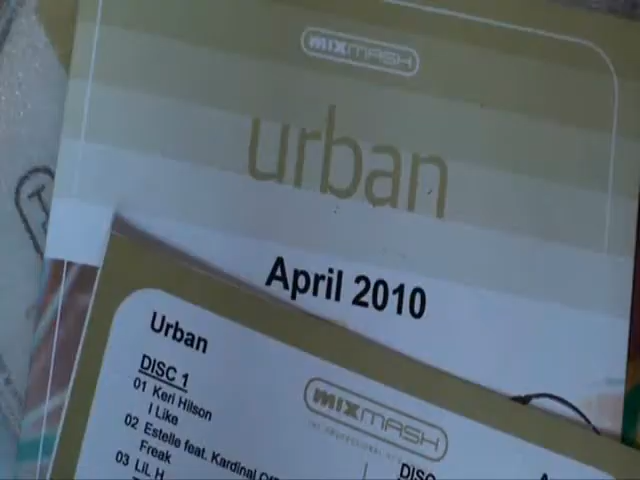 MIXMASH
urban
April 2010
Urban
DISC 1
01 Keri Hilson
I Like
02 Estelle feat. Kardinal
Freak
03 LiL
MIXMASH
DISC